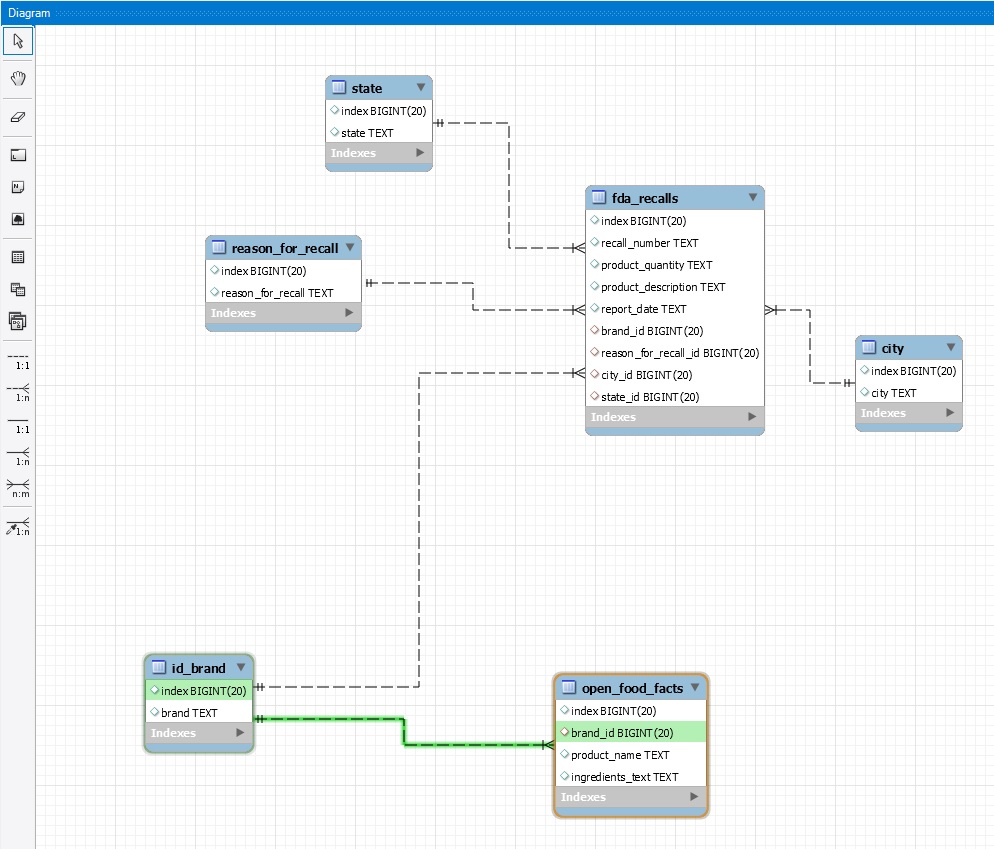 Diagram
state
index BIGINT(20)
state TEXT
Indexes
fda_recalls
index BIGINT(20)
recall_number TEXT
product_quantity TEXT
product_description TEXT
report_date TEXT
brand_id BIGINT(20)
reason_for_recall_id BIGINT(20)
city_id BIGINT(20)
state_id BIGINT(20)
Indexes
reason_for_recall
index BIGINT(20)
reason_for_recall TEXT
Indexes
city
index BIGINT(20)
city TEXT
Indexes
1:1
1:n
1:1
1:n
n:m
1:n
id_brand
index BIGINT(20)
brand TEXT
Indexes
open_food_facts
index BIGINT(20)
brand_id BIGINT(20)
product_name TEXT
ingredients_text TEXT
Indexes